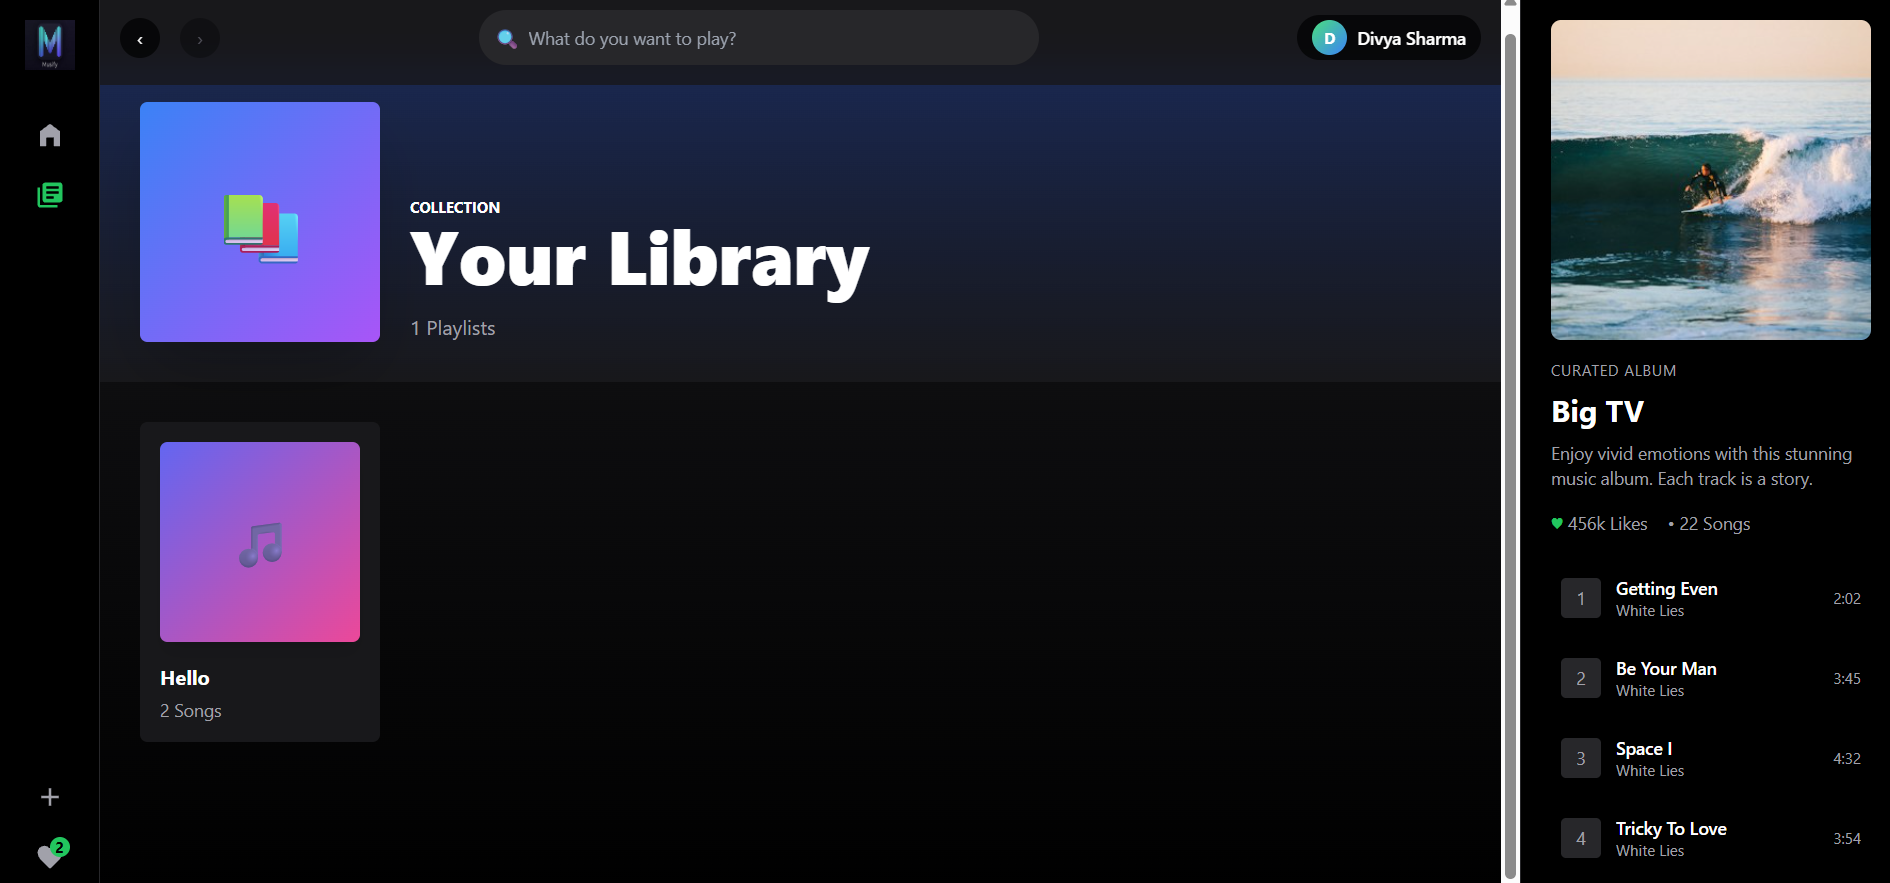 M
Musify
What do you want to play?
D
Divya Sharma
COLLECTION
Your Library
1 Playlists
Hello
2 Songs
2
CURATED ALBUM
Big TV
Enjoy vivid emotions with this stunning
music album. Each track is a story.
456k Likes • 22 Songs
1
Getting Even
White Lies
2:02
2
Be Your Man
White Lies
3:45
3
Space I
White Lies
4:32
4
Tricky To Love
White Lies
3:54